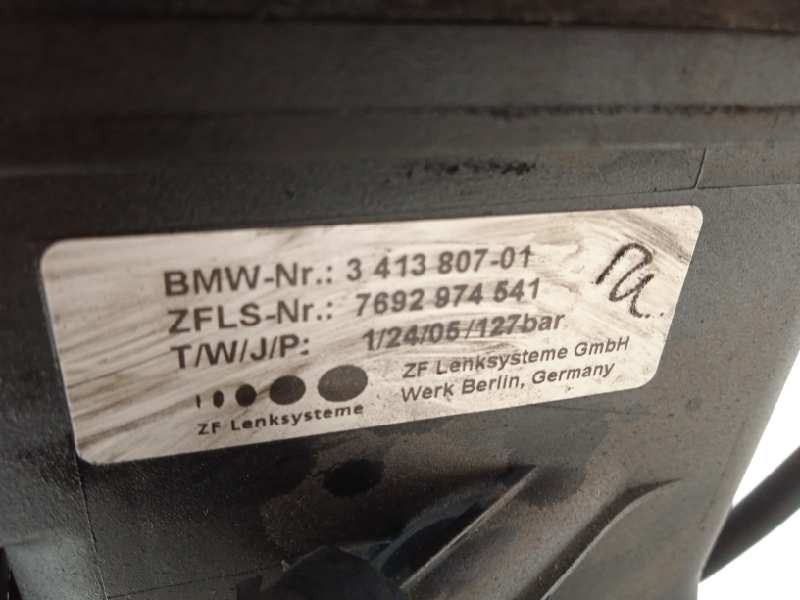 BMW-Nr.: 3 413 807-01
ZFLS-Nr.: 7692 974 541
T/W/J/P: 1/24/05/127bar
ZF Lenksysteme GmbH
Werk Berlin, Germany
ZF Lenksysteme